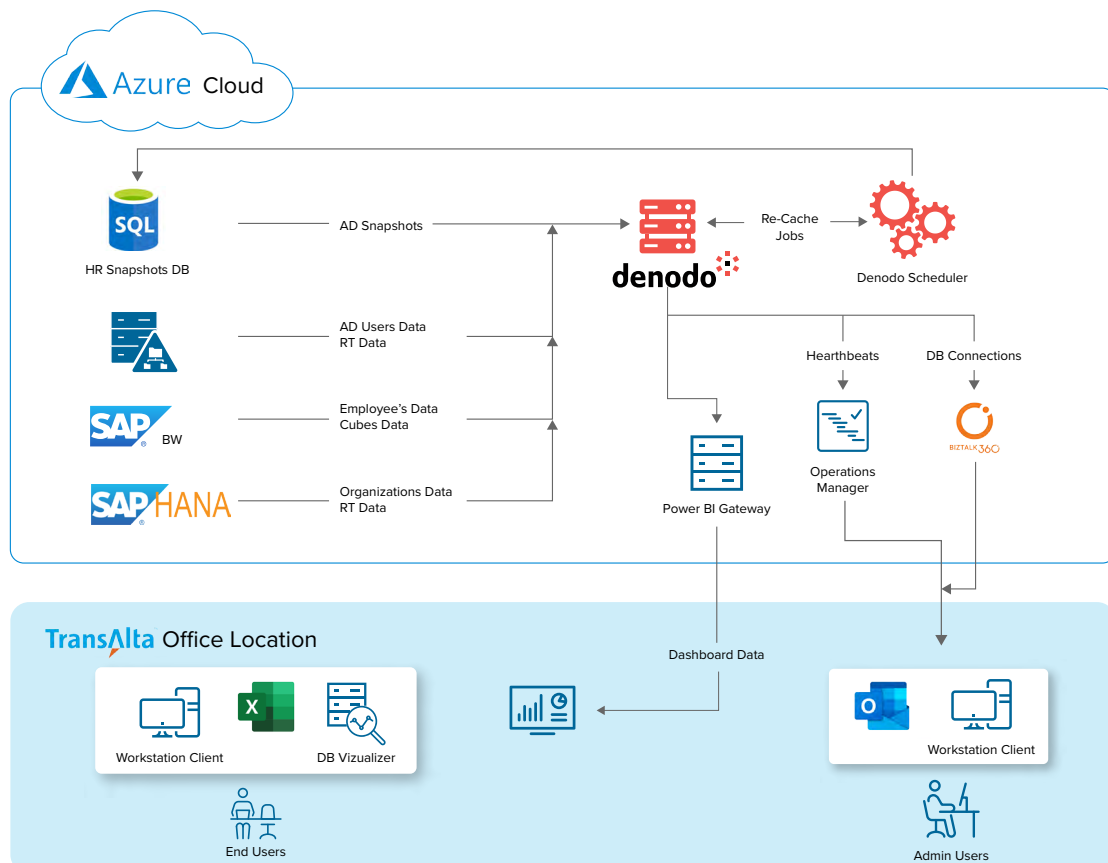 Azure Cloud
SQL
HR Snapshots DB
AD Snapshots
denodo
Re-Cache
Jobs
Denodo Scheduler
AD Users Data
RT Data
Hearthbeats
DB Connections
SAP® BW
Employee's Data
Cubes Data
BIZTALK360
Operations
Manager
SAP® HANA
Organizations Data
RT Data
Power BI Gateway
TransAlta Office Location
Dashboard Data
X
Workstation Client
DB Vizualizer
O
Workstation Client
End Users
Admin Users